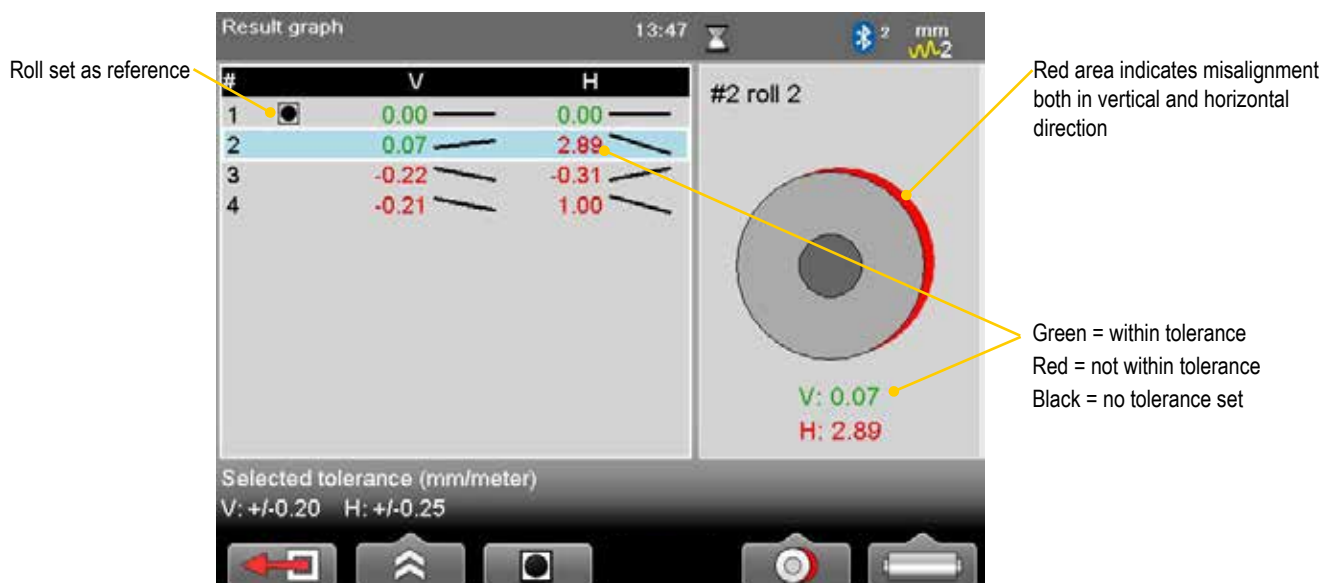 Result graph 13:47 2 mm
2
Roll set as reference
# V H
1 0.00 0.00
2 0.07 2.89
3 -0.22 -0.31
4 -0.21 1.00
#2 roll 2
Red area indicates misalignment
both in vertical and horizontal
direction
V: 0.07
H: 2.89
Green = within tolerance
Red = not within tolerance
Black = no tolerance set
Selected tolerance (mm/meter)
V: +/-0.20 H: +/-0.25